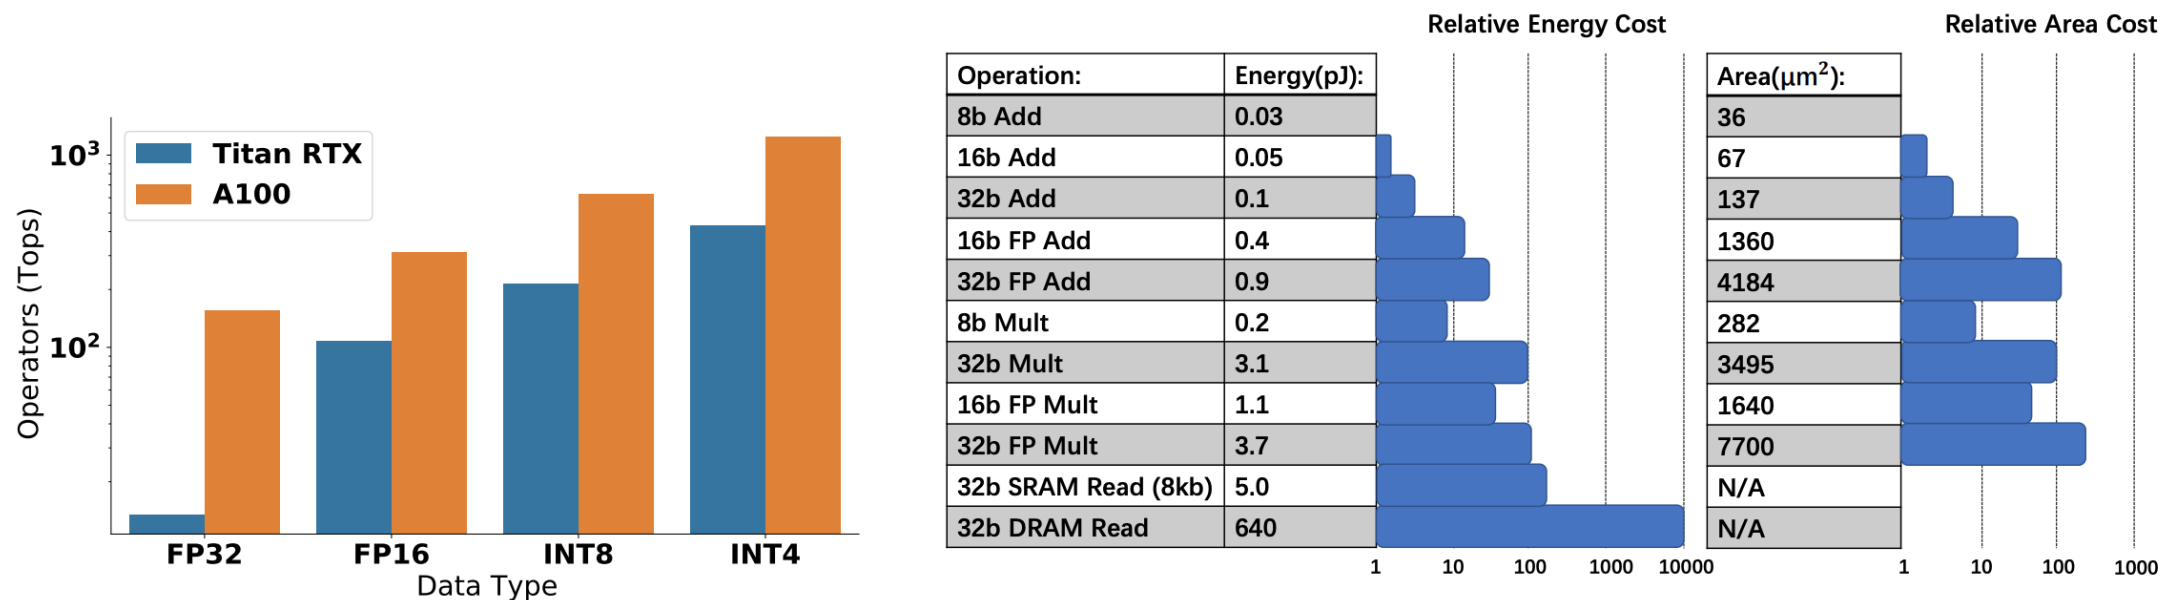 Titan RTX
A100
10³
10²
Operators (Tops)
FP32 FP16 INT8 INT4
Data Type
Relative Energy Cost Relative Area Cost
Operation: Energy(pJ): Area(μm²):
8b Add 0.03 36
16b Add 0.05 67
32b Add 0.1 137
16b FP Add 0.4 1360
32b FP Add 0.9 4184
8b Mult 0.2 282
32b Mult 3.1 3495
16b FP Mult 1.1 1640
32b FP Mult 3.7 7700
32b SRAM Read (8kb) 5.0 N/A
32b DRAM Read 640 N/A
1 10 100 1000 10000 1 10 100 1000